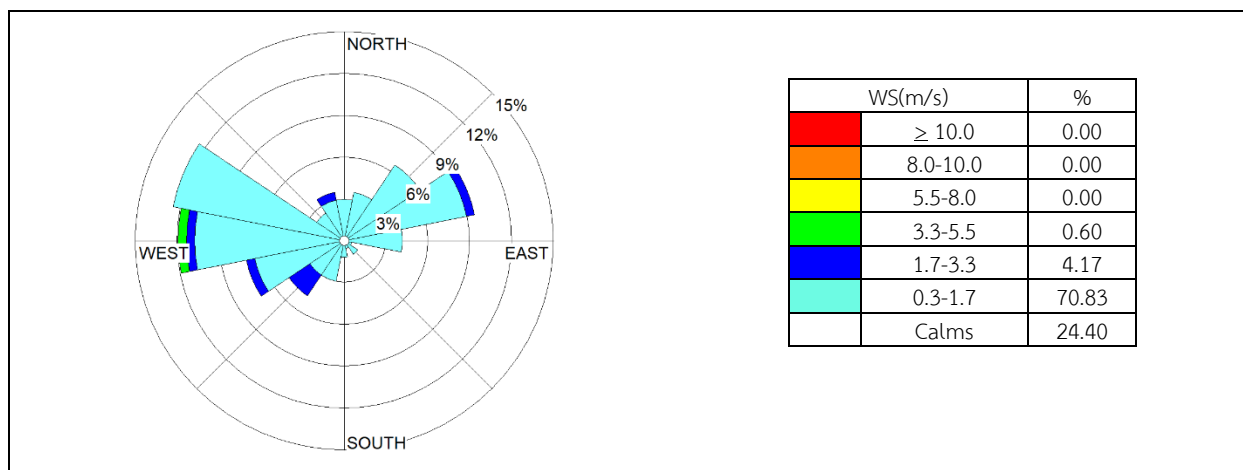 NORTH
15%
12%
9%
6%
3%
WEST
EAST
SOUTH
WS(m/s) %
≥ 10.0 0.00
8.0-10.0 0.00
5.5-8.0 0.00
3.3-5.5 0.60
1.7-3.3 4.17
0.3-1.7 70.83
Calms 24.40